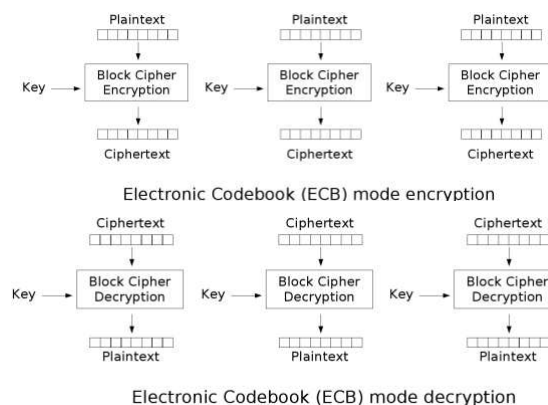 Plaintext Plaintext Plaintext
Key Block Cipher Encryption Key Block Cipher Encryption Key Block Cipher Encryption
Ciphertext Ciphertext Ciphertext
Electronic Codebook (ECB) mode encryption
Ciphertext Ciphertext Ciphertext
Key Block Cipher Decryption Key Block Cipher Decryption Key Block Cipher Decryption
Plaintext Plaintext Plaintext
Electronic Codebook (ECB) mode decryption